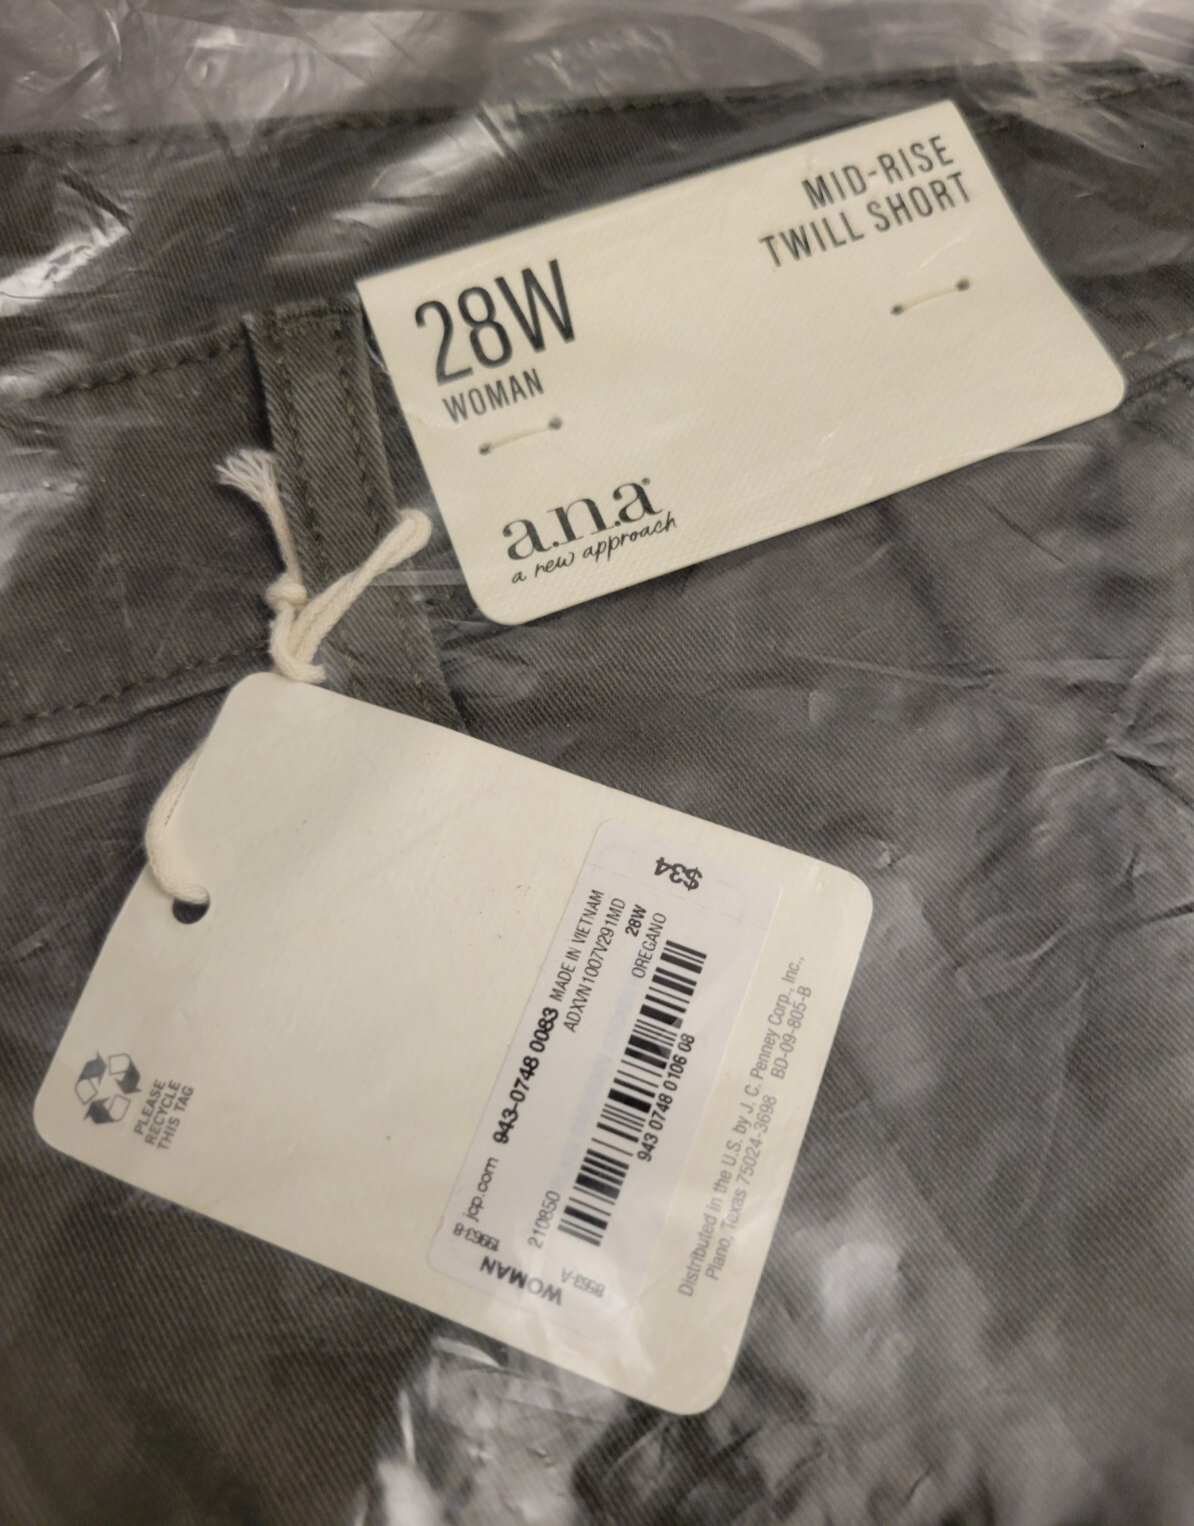 MID-RISE
TWILL SHORT
28W
WOMAN
a.n.a®
a new approach
$34
MADE IN VIETNAM
ADXVN1007V291MD
28W
OREGANO
jcp.com 943-0748 0083
210850
943 0748 0106 08
WOMAN
8563-A
PLEASE
RECYCLE
THIS TAG
Distributed in the U.S. by J. C. Penney Corp., Inc.,
Plano, Texas 75024-3698 BD-09-805-B